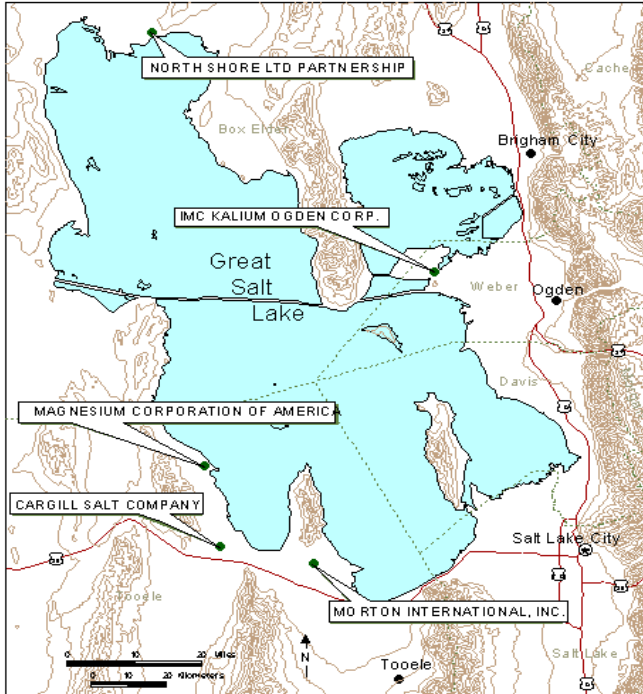 NORTH SHORE LTD PARTNERSHIP
Cache
Box Elder
Brigham City
IMC KALIUM OGDEN CORP.
Great
Salt
Lake
Weber
Ogden
Davis
MAGNESIUM CORPORATION OF AMERICA
CARGILL SALT COMPANY
Salt Lake City
Tooele
MORTON INTERNATIONAL, INC.
N
Salt Lake
Tooele
0 10 20 Miles
0 10 20 Kilometers